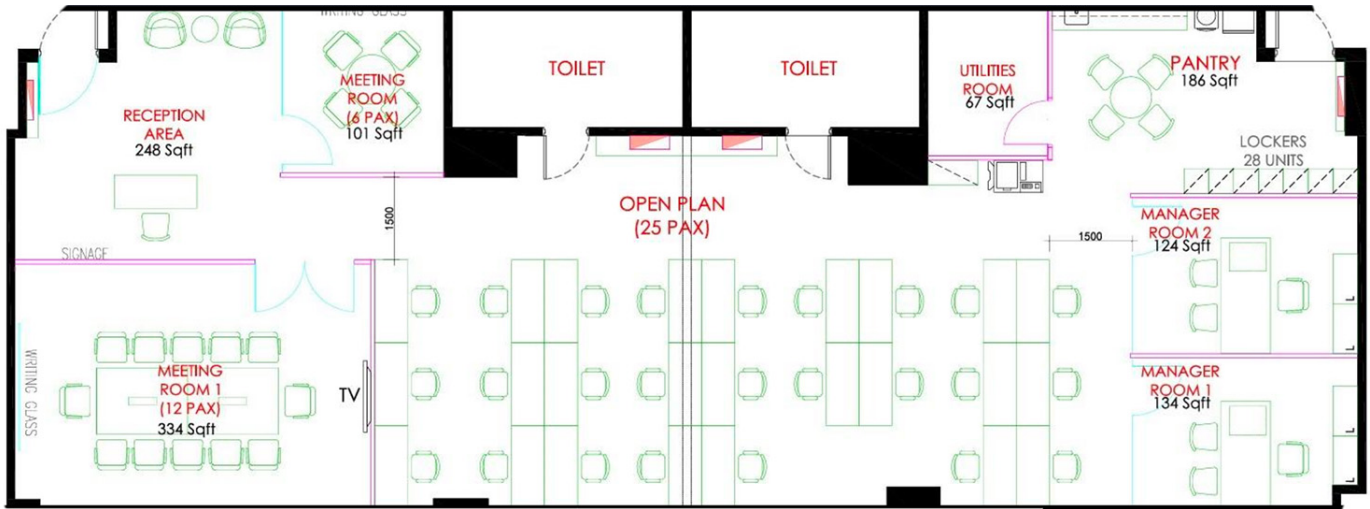 WRITING GLASS
RECEPTION
AREA
248 Sqft
MEETING
ROOM
(6 PAX)
101 Sqft
TOILET
TOILET
UTILITIES
ROOM
67 Sqft
PANTRY
186 Sqft
LOCKERS
28 UNITS
OPEN PLAN
(25 PAX)
1500
SIGNAGE
1500
MANAGER
ROOM 2
124 Sqft
WRITING GLASS
MEETING
ROOM 1
(12 PAX)
334 Sqft
TV
MANAGER
ROOM 1
134 Sqft